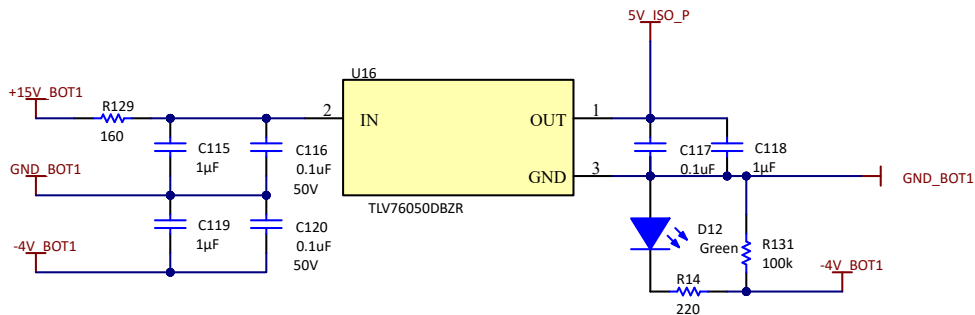 5V_ISO_P
U16
+15V_BOT1
R129
160
2
IN
OUT
1
C115
1µF
C116
0.1uF
50V
C117
0.1uF
C118
1µF
GND_BOT1
GND
3
GND_BOT1
TLV76050DBZR
C119
1µF
C120
0.1uF
50V
-4V_BOT1
D12
Green
R131
100k
R14
220
-4V_BOT1